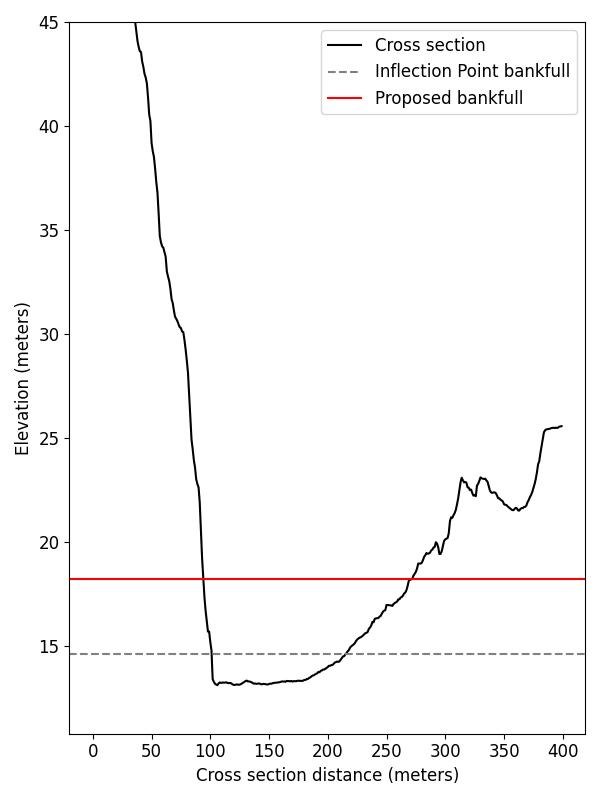 Cross section
Inflection Point bankfull
Proposed bankfull
45
40
35
30
25
20
15
Elevation (meters)
0 50 100 150 200 250 300 350 400
Cross section distance (meters)